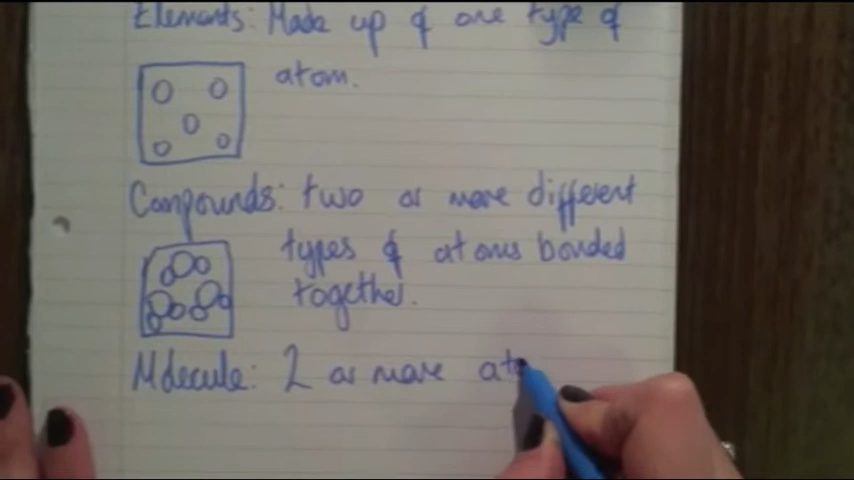 Elements: Made up of one type of
atom.
Compounds: two or more different
types of atoms bonded
together.
Molecule: 2 or more ato